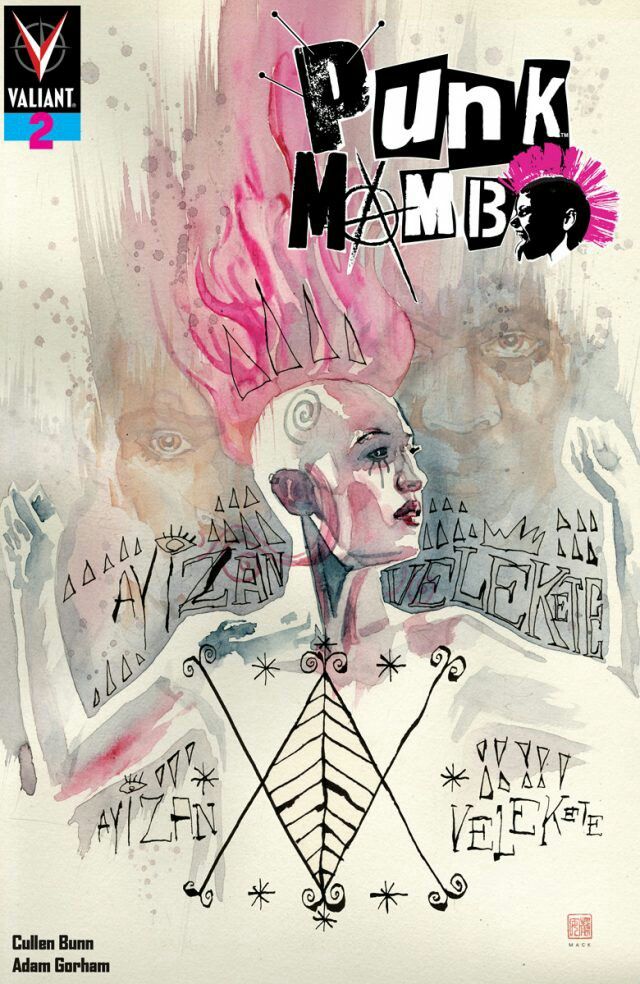 VALIANT
2
PUNK
MAMBO
AYIZAN
VELEKETE
AYIZAN
VELEKETE
Cullen Bunn
Adam Gorham
MACK